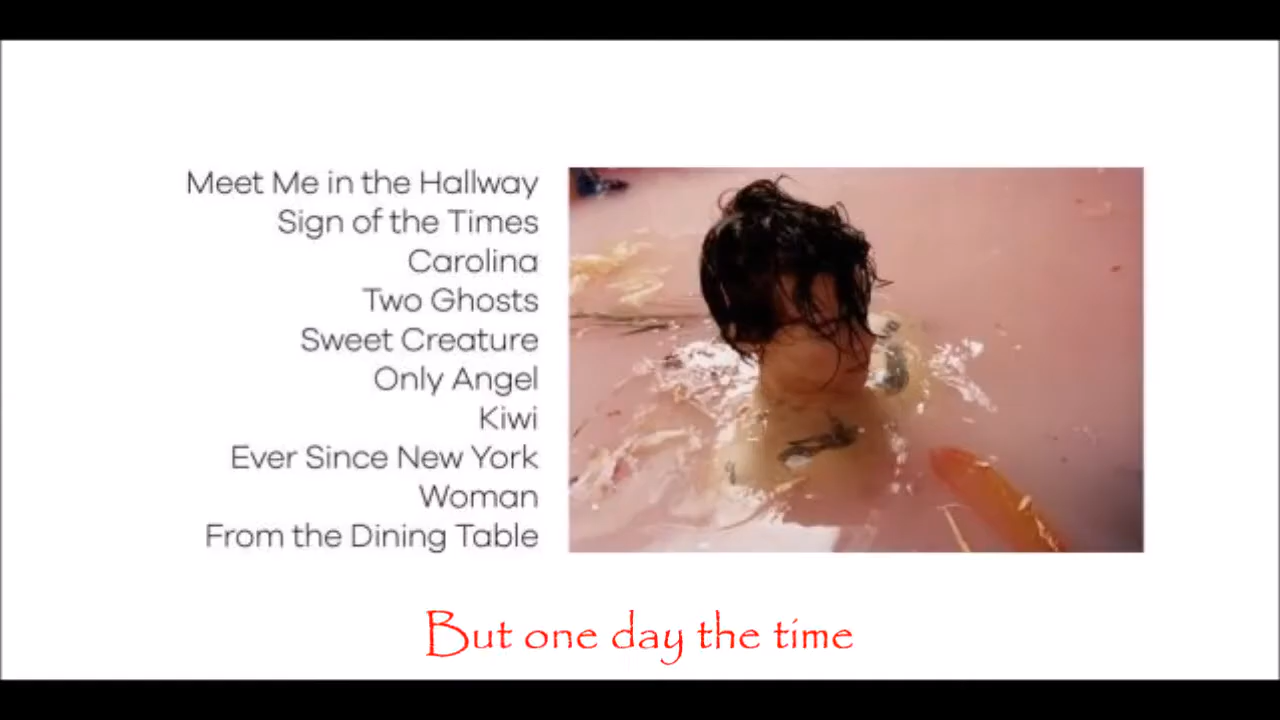 Meet Me in the Hallway
Sign of the Times
Carolina
Two Ghosts
Sweet Creature
Only Angel
Kiwi
Ever Since New York
Woman
From the Dining Table
But one day the time